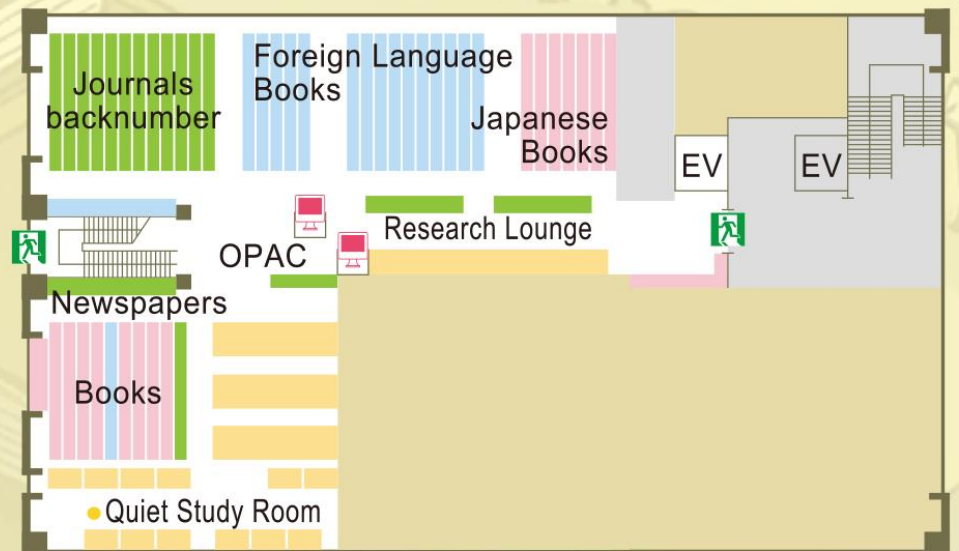 Journals
backnumber
Foreign Language
Books
Japanese
Books
EV
EV
Research Lounge
OPAC
Newspapers
Books
Quiet Study Room